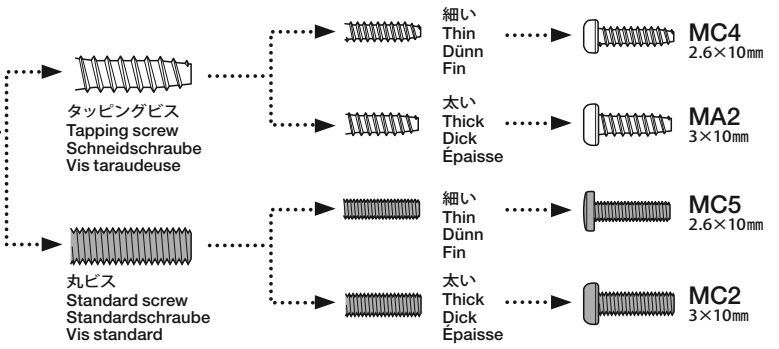 タッピングビス
Tapping screw
Schneidschraube
Vis taraudeuse
細い
Thin
Dünn
Fin
MC4
2.6×10㎜
太い
Thick
Dick
Épaisse
MA2
3×10㎜
丸ビス
Standard screw
Standardschraube
Vis standard
細い
Thin
Dünn
Fin
MC5
2.6×10㎜
太い
Thick
Dick
Épaisse
MC2
3×10㎜